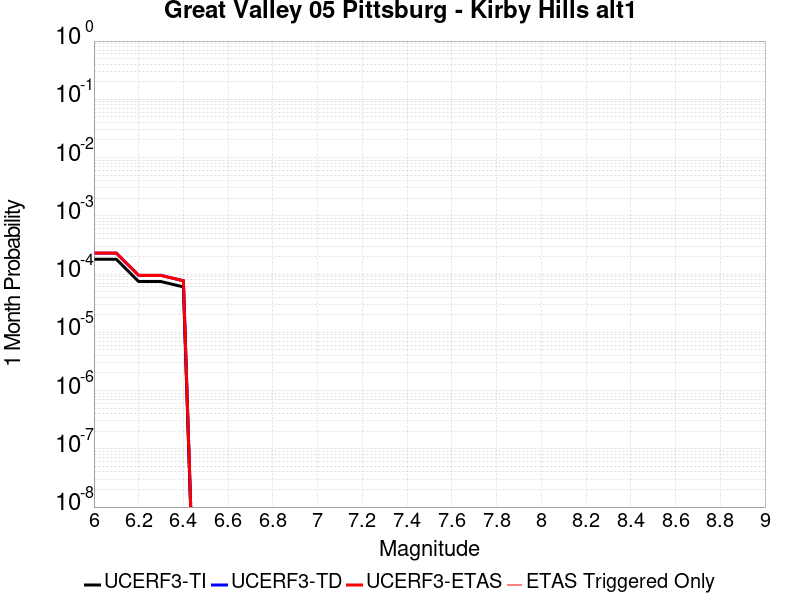 Great Valley 05 Pittsburg - Kirby Hills alt1
10^0
10^-1
10^-2
10^-3
10^-4
10^-5
10^-6
10^-7
10^-8
1 Month Probability
6 6.2 6.4 6.6 6.8 7 7.2 7.4 7.6 7.8 8 8.2 8.4 8.6 8.8 9
Magnitude
UCERF3-TI UCERF3-TD UCERF3-ETAS ETAS Triggered Only